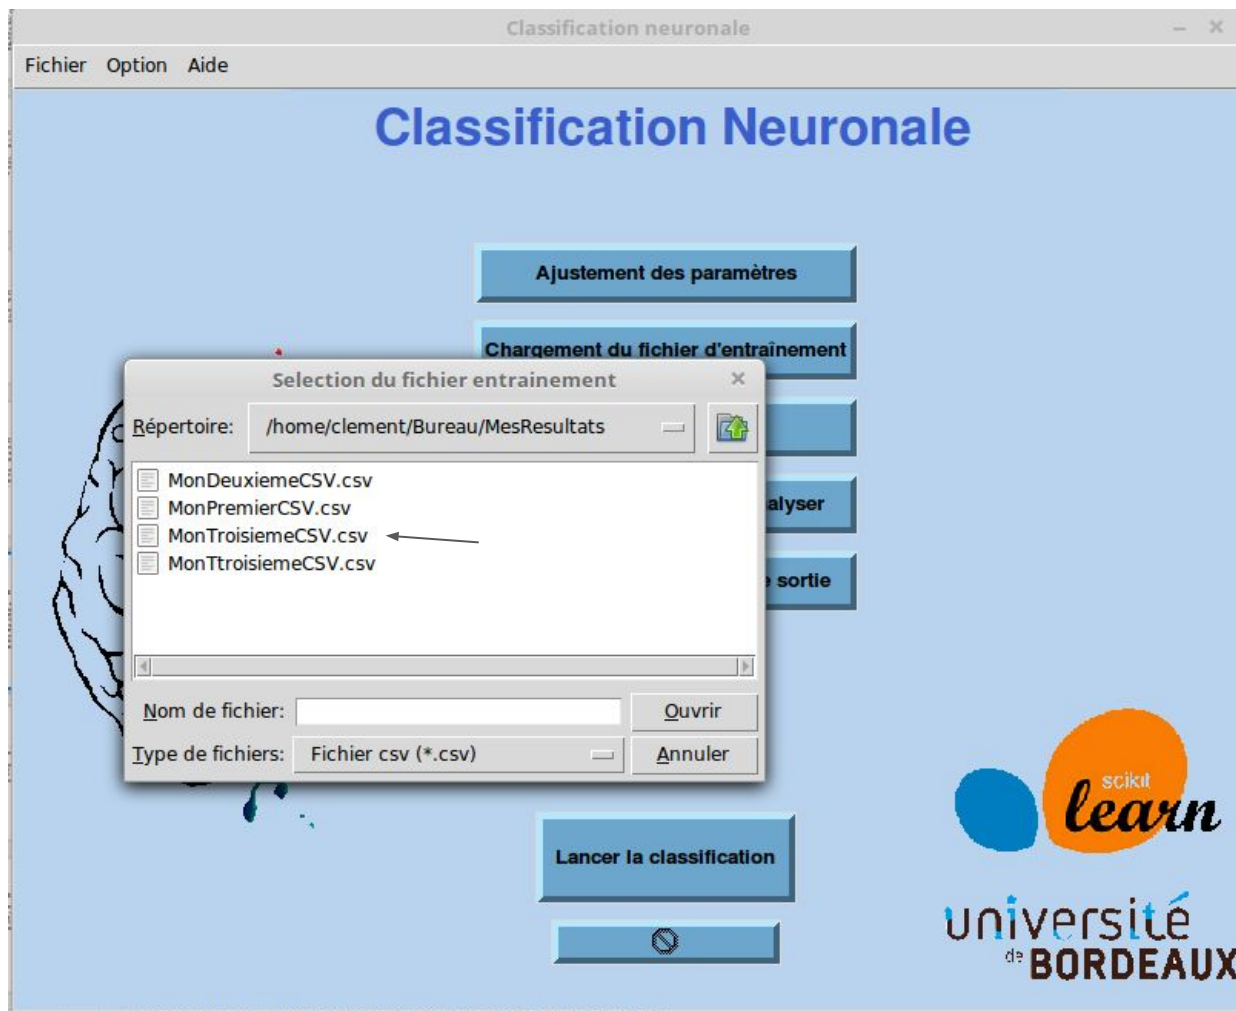 Classification neuronale
Fichier Option Aide
Classification Neuronale
Ajustement des paramètres
Chargement du fichier d'entraînement
Selection du fichier entrainement
Répertoire: /home/clement/Bureau/MesResultats
MonDeuxiemeCSV.csv
MonPremierCSV.csv
MonTroisiemeCSV.csv
MonTtroisiemeCSV.csv
alyser
sortie
Nom de fichier: Ouvrir
Type de fichiers: Fichier csv (*.csv) Annuler
Lancer la classification
scikit
learn
université
de BORDEAUX